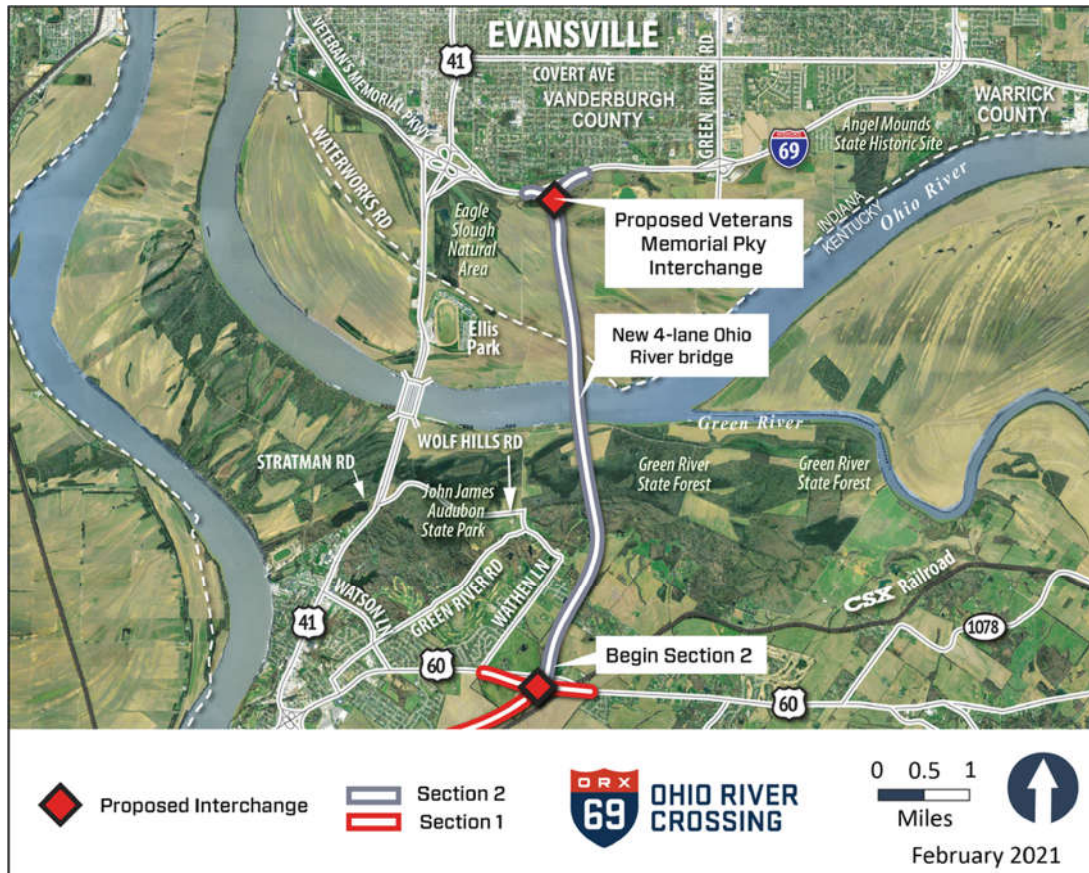 EVANSVILLE
41
VETERAN'S MEMORIAL PKWY
COVERT AVE
VANDERBURGH
COUNTY
GREEN RIVER RD
WARRICK
COUNTY
Angel Mounds
State Historic Site
INTERSTATE
69
WATERWORKS RD
Eagle
Slough
Natural
Area
Proposed Veterans
Memorial Pky
Interchange
INDIANA
KENTUCKY
Ohio River
Ellis
Park
New 4-lane Ohio
River bridge
Green River
WOLF HILLS RD
STRATMAN RD
John James
Audubon
State Park
Green River
State Forest
Green River
State Forest
WATSON LN
GREEN RIVER RD
WATHEN LN
CSX Railroad
1078
41
60
Begin Section 2
60
Proposed Interchange
Section 2
Section 1
ORX
69
OHIO RIVER
CROSSING
0 0.5 1
Miles
February 2021